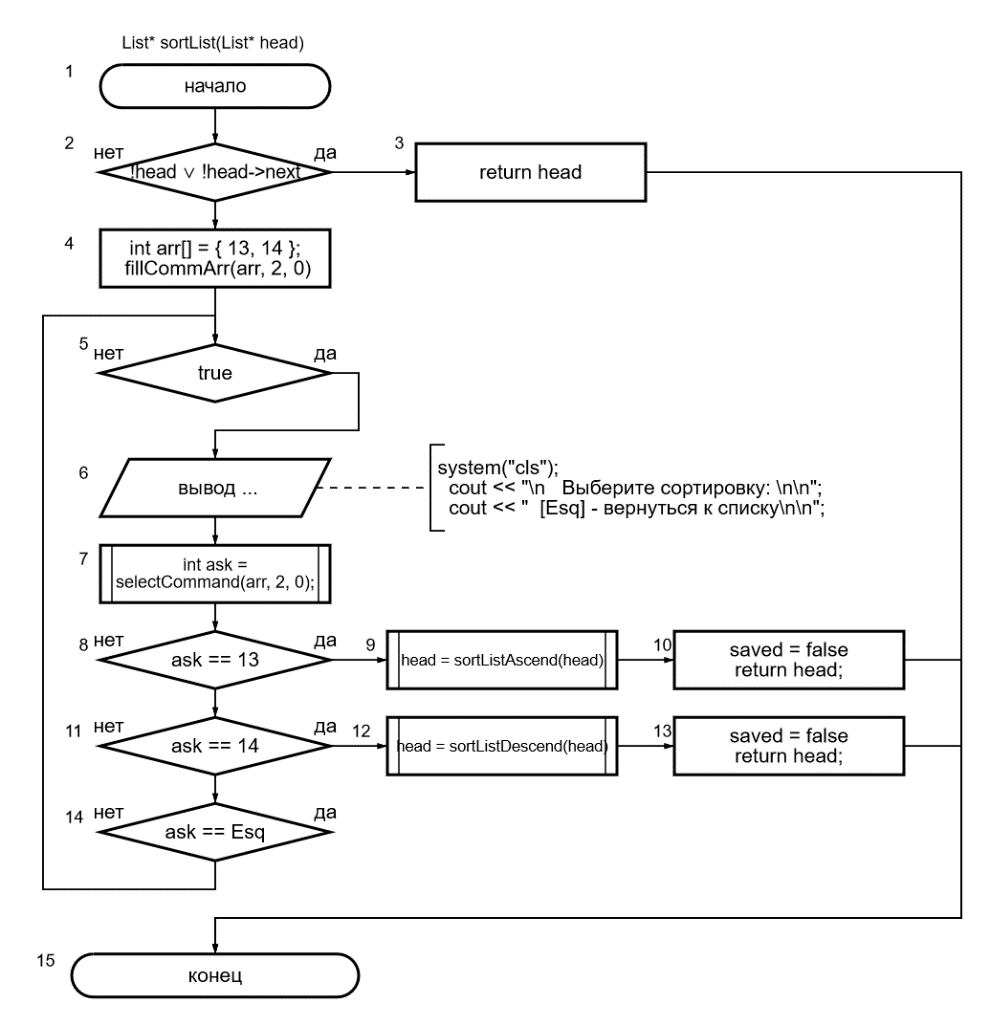 List* sortList(List* head)
1
начало
2
нет
да
!head ∨ !head->next
3
return head
4
int arr[] = { 13, 14 };
fillCommArr(arr, 2, 0)
5
нет
да
true
6
вывод ...
system("cls");
cout << "\n   Выберите сортировку: \n\n";
cout << "  [Esq] - вернуться к списку\n\n";
7
int ask =
selectCommand(arr, 2, 0);
8
нет
да
ask == 13
9
head = sortListAscend(head)
10
saved = false
return head;
11
нет
да
ask == 14
12
head = sortListDescend(head)
13
saved = false
return head;
14
нет
да
ask == Esq
15
конец